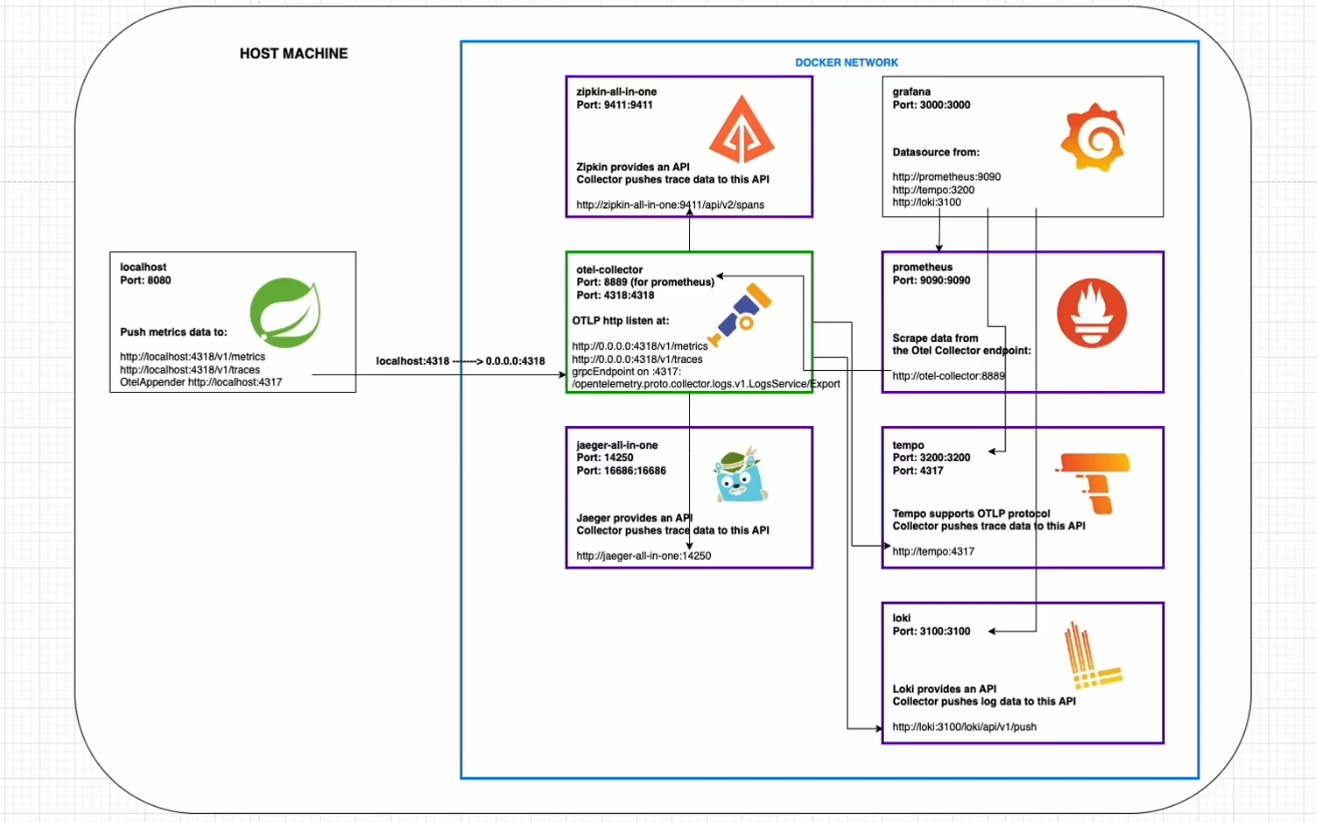 HOST MACHINE
DOCKER NETWORK
zipkin-all-in-one
Port: 9411:9411
Zipkin provides an API
Collector pushes trace data to this API
http://zipkin-all-in-one:9411/api/v2/spans
grafana
Port: 3000:3000
Datasource from:
http://prometheus:9090
http://tempo:3200
http://loki:3100
localhost
Port: 8080
Push metrics data to:
http://localhost:4318/v1/metrics
http://localhost:4318/v1/traces
OtelAppender http://localhost:4317
localhost:4318 -------> 0.0.0.0:4318
otel-collector
Port: 8889 (for prometheus)
Port: 4318:4318
OTLP http listen at:
http://0.0.0.0:4318/v1/metrics
http://0.0.0.0:4318/v1/traces
grpcEndpoint on :4317:
/opentelemetry.proto.collector.logs.v1.LogsService/Export
prometheus
Port: 9090:9090
Scrape data from
the Otel Collector endpoint:
http://otel-collector:8889
jaeger-all-in-one
Port: 14250
Port: 16686:16686
Jaeger provides an API
Collector pushes trace data to this API
http://jaeger-all-in-one:14250
tempo
Port: 3200:3200
Port: 4317
Tempo supports OTLP protocol
Collector pushes trace data to this API
http://tempo:4317
loki
Port: 3100:3100
Loki provides an API
Collector pushes log data to this API
http://loki:3100/loki/api/v1/push